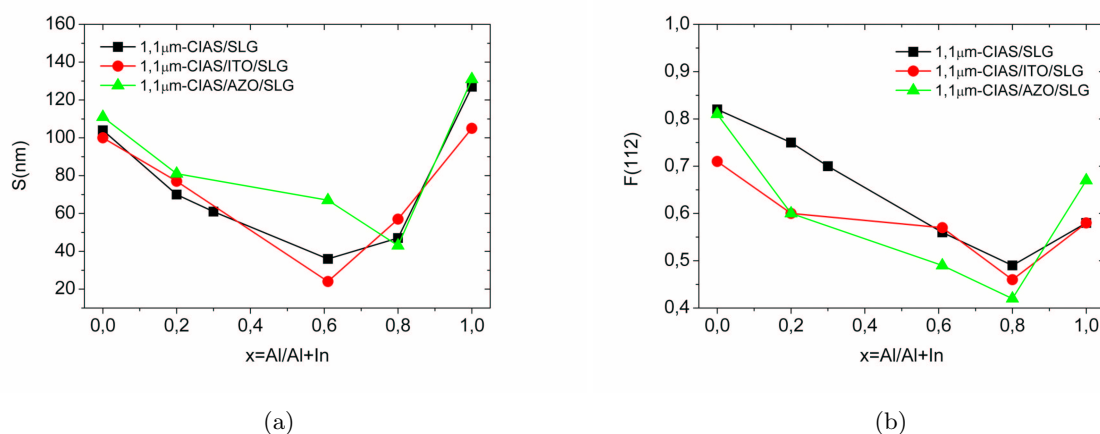 160
140
120
100
80
60
40
20
S(nm)
1,1μm-CIAS/SLG
1,1μm-CIAS/ITO/SLG
1,1μm-CIAS/AZO/SLG
0,0 0,2 0,4 0,6 0,8 1,0
x=Al/Al+In
(a)
1,0
0,9
0,8
0,7
0,6
0,5
0,4
F(112)
1,1μm-CIAS/SLG
1,1μm-CIAS/ITO/SLG
1,1μm-CIAS/AZO/SLG
0,0 0,2 0,4 0,6 0,8 1,0
x=Al/Al+In
(b)